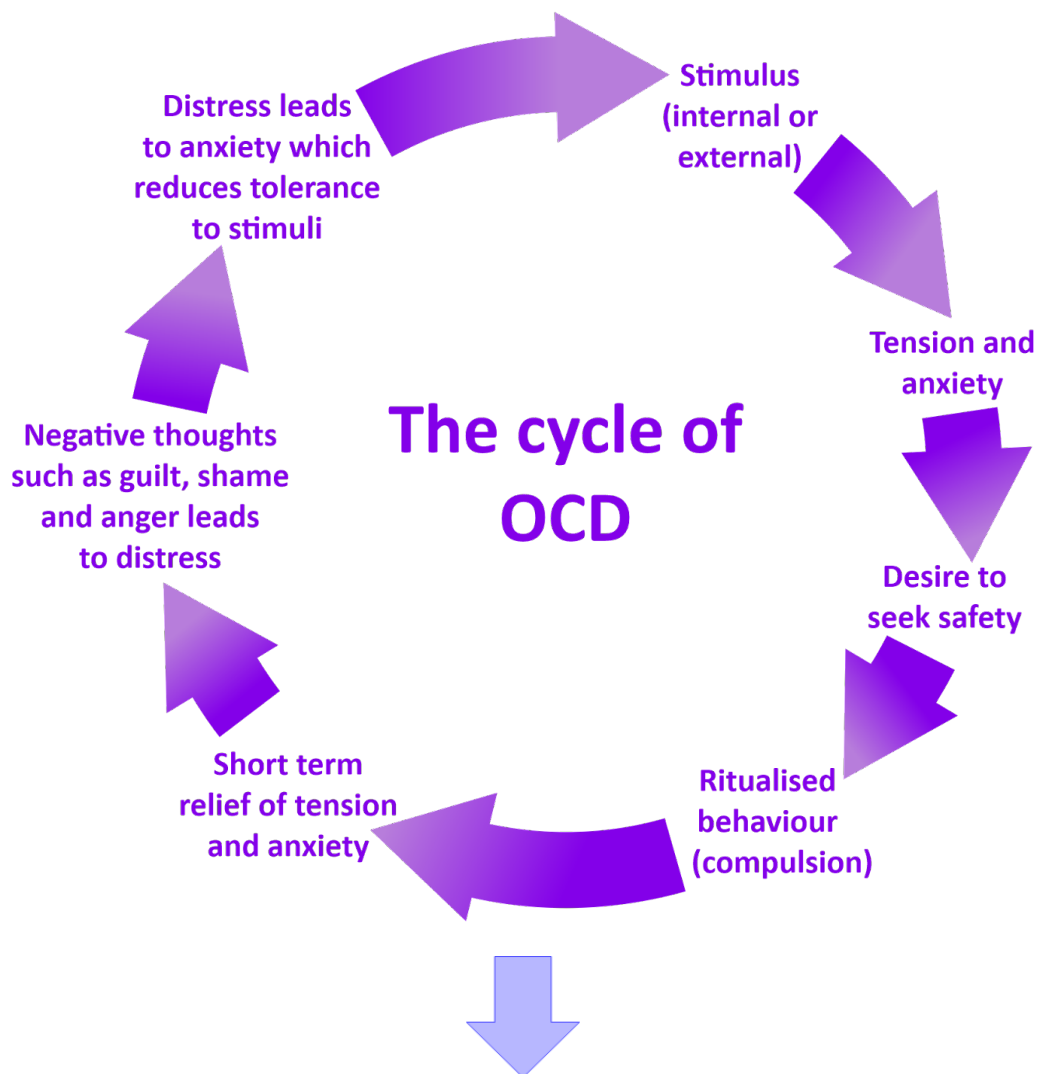 The cycle of
OCD
Stimulus
(internal or
external)
Tension and
anxiety
Desire to
seek safety
Ritualised
behaviour
(compulsion)
Short term
relief of tension
and anxiety
Negative thoughts
such as guilt, shame
and anger leads
to distress
Distress leads
to anxiety which
reduces tolerance
to stimuli